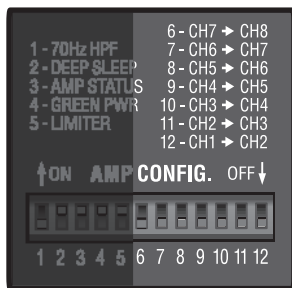 1 - 70Hz HPF
2 - DEEP SLEEP
3 - AMP STATUS
4 - GREEN PWR
5 - LIMITER
6 - CH7 → CH8
7 - CH6 → CH7
8 - CH5 → CH6
9 - CH4 → CH5
10 - CH3 → CH4
11 - CH2 → CH3
12 - CH1 → CH2
↑ON AMP CONFIG. OFF↓
1 2 3 4 5 6 7 8 9 10 11 12